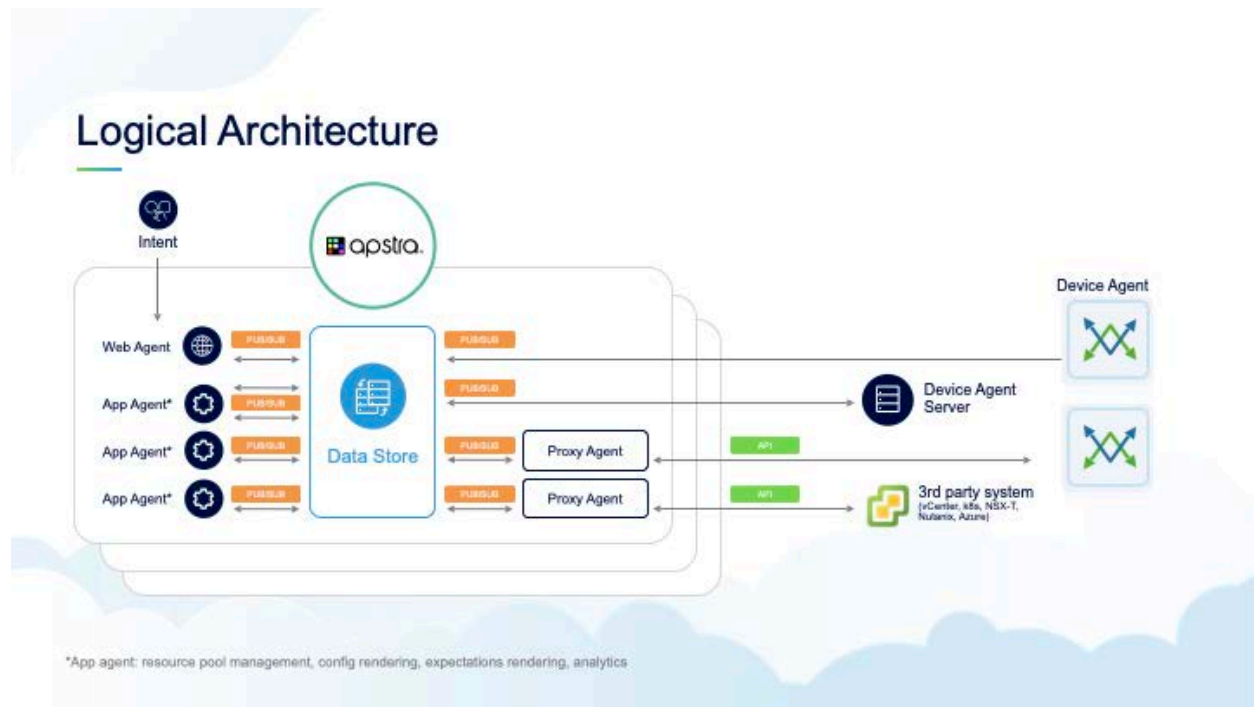 Logical Architecture
Intent
apstra.
Device Agent
Web Agent
PUB/SUB
PUB/SUB
App Agent*
PUB/SUB
PUB/SUB
Device Agent
Server
App Agent*
PUB/SUB
Data Store
PUB/SUB
Proxy Agent
API
App Agent*
PUB/SUB
PUB/SUB
Proxy Agent
API
3rd party system
(vCenter, k8s, NSX-T,
Nutanix, Azure)
*App agent: resource pool management, config rendering, expectations rendering, analytics